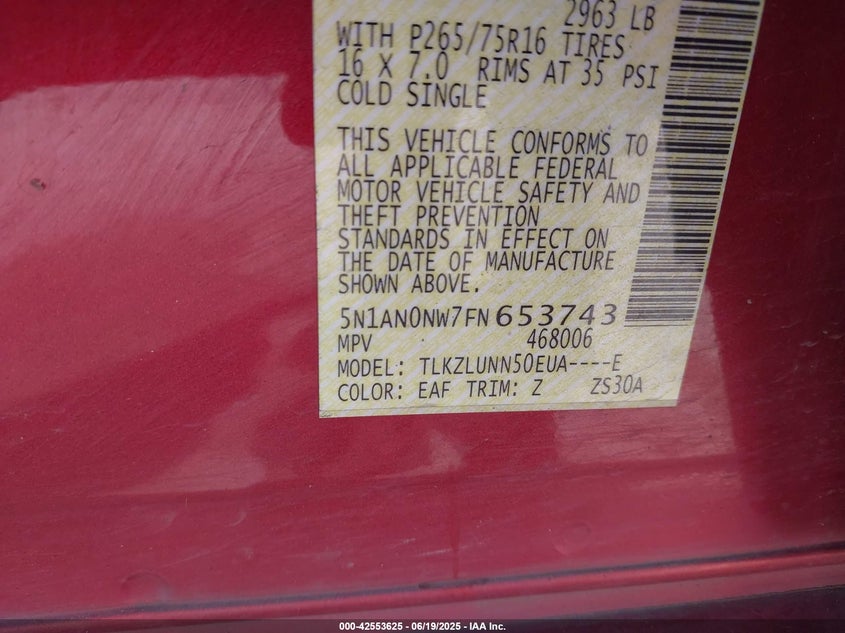 2963 LB
WITH P265/75R16 TIRES
16 X 7.0 RIMS AT 35 PSI
COLD SINGLE
THIS VEHICLE CONFORMS TO
ALL APPLICABLE FEDERAL
MOTOR VEHICLE SAFETY AND
THEFT PREVENTION
STANDARDS IN EFFECT ON
THE DATE OF MANUFACTURE
SHOWN ABOVE.
5N1AN0NW7FN653743
MPV 468006
MODEL: TLKZLUNN50EUA----E
COLOR: EAF TRIM: Z ZS30A
000-42553625 - 06/19/2025 - IAA Inc.